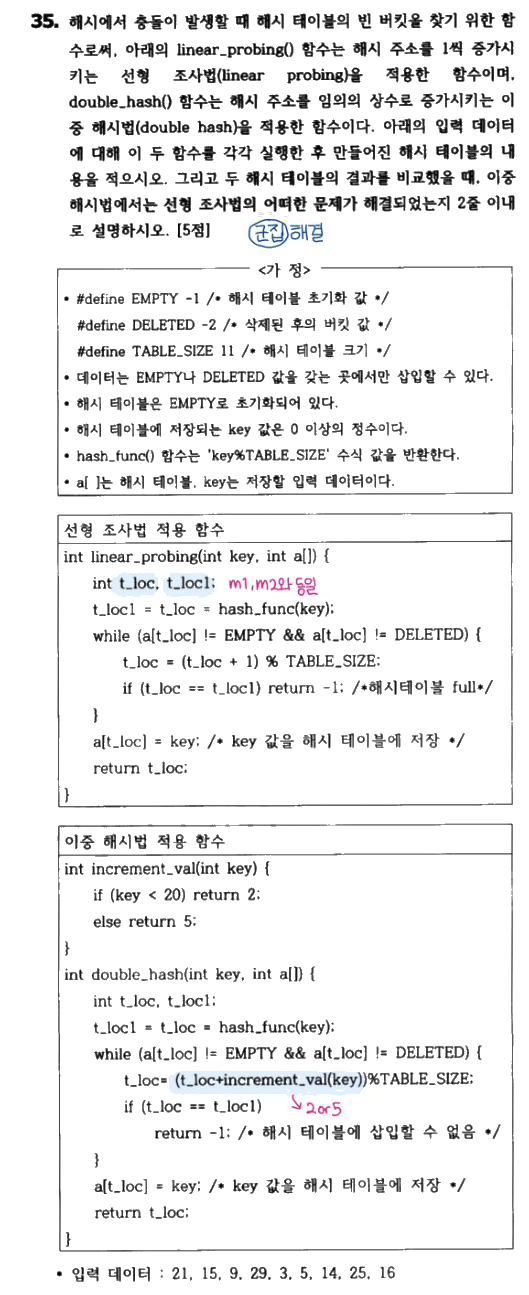 35. 해시에서 충돌이 발생할 때 해시 테이블의 빈 버킷을 찾기 위한 함
수로써, 아래의 linear_probing() 함수는 해시 주소를 1씩 증가시
키는 선형 조사법(linear probing)을 적용한 함수이며,
double_hash() 함수는 해시 주소를 임의의 상수로 증가시키는 이
중 해시법(double hash)을 적용한 함수이다. 아래의 입력 데이터
에 대해 이 두 함수를 각각 실행한 후 만들어진 해시 테이블의 내
용을 적으시오. 그리고 두 해시 테이블의 결과를 비교했을 때, 이중
해시법에서는 선형 조사법의 어떠한 문제가 해결되었는지 2줄 이내
로 설명하시오. [5점] 군집 해결
<가 정>
• #define EMPTY -1 /* 해시 테이블 초기화 값 */
#define DELETED -2 /* 삭제된 후의 버킷 값 */
#define TABLE_SIZE 11 /* 해시 테이블 크기 */
• 데이터는 EMPTY나 DELETED 값을 갖는 곳에서만 삽입할 수 있다.
• 해시 테이블은 EMPTY로 초기화되어 있다.
• 해시 테이블에 저장되는 key 값은 0 이상의 정수이다.
• hash_func() 함수는 'key%TABLE_SIZE' 수식 값을 반환한다.
• a[ ]는 해시 테이블, key는 저장할 입력 데이터이다.
선형 조사법 적용 함수
int linear_probing(int key, int a[]) {
int t_loc, t_loc1; m1,m2와 동일
t_loc1 = t_loc = hash_func(key);
while (a[t_loc] != EMPTY && a[t_loc] != DELETED) {
t_loc = (t_loc + 1) % TABLE_SIZE;
if (t_loc == t_loc1) return -1; /*해시테이블 full*/
}
a[t_loc] = key; /* key 값을 해시 테이블에 저장 */
return t_loc;
}
이중 해시법 적용 함수
int increment_val(int key) {
if (key < 20) return 2;
else return 5;
}
int double_hash(int key, int a[]) {
int t_loc, t_loc1;
t_loc1 = t_loc = hash_func(key);
while (a[t_loc] != EMPTY && a[t_loc] != DELETED) {
t_loc= (t_loc+increment_val(key))%TABLE_SIZE;
if (t_loc == t_loc1) ↘2or5
return -1; /* 해시 테이블에 삽입할 수 없음 */
}
a[t_loc] = key; /* key 값을 해시 테이블에 저장 */
return t_loc;
}
• 입력 데이터 : 21, 15, 9, 29, 3, 5, 14, 25, 16